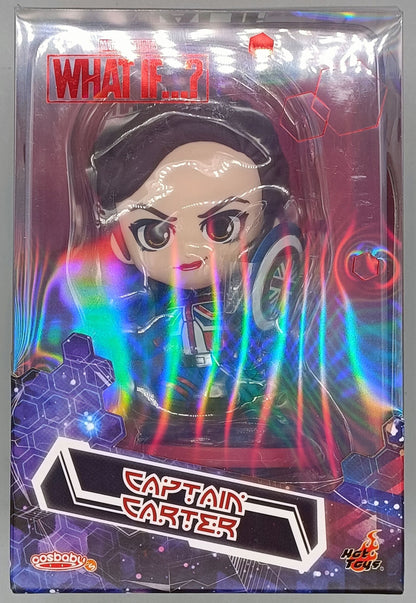 WHAT IF...?
CAPTAIN
CARTER
cosbaby
Hot
Toys